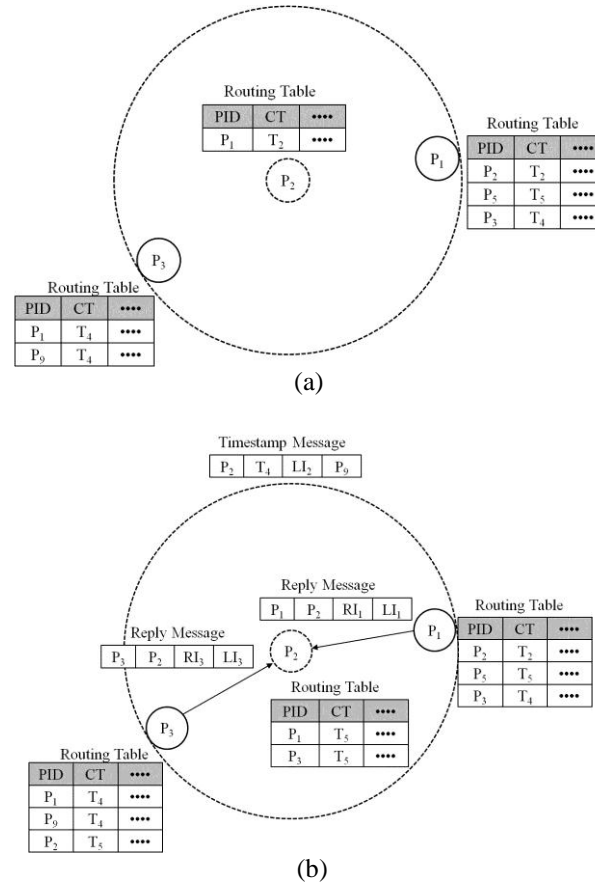 Routing Table
PID CT ••••
P₁ T₂ ••••
P₂
P₁
Routing Table
PID CT ••••
P₂ T₂ ••••
P₅ T₅ ••••
P₃ T₄ ••••
P₃
Routing Table
PID CT ••••
P₁ T₄ ••••
P₉ T₄ ••••
(a)
Timestamp Message
P₂ T₄ LI₂ P₉
Reply Message
P₁ P₂ RI₁ LI₁
P₁
Routing Table
PID CT ••••
P₂ T₂ ••••
P₅ T₅ ••••
P₃ T₄ ••••
Reply Message
P₃ P₂ RI₃ LI₃
P₂
Routing Table
PID CT ••••
P₁ T₅ ••••
P₃ T₅ ••••
P₃
Routing Table
PID CT ••••
P₁ T₄ ••••
P₉ T₄ ••••
P₂ T₅ ••••
(b)